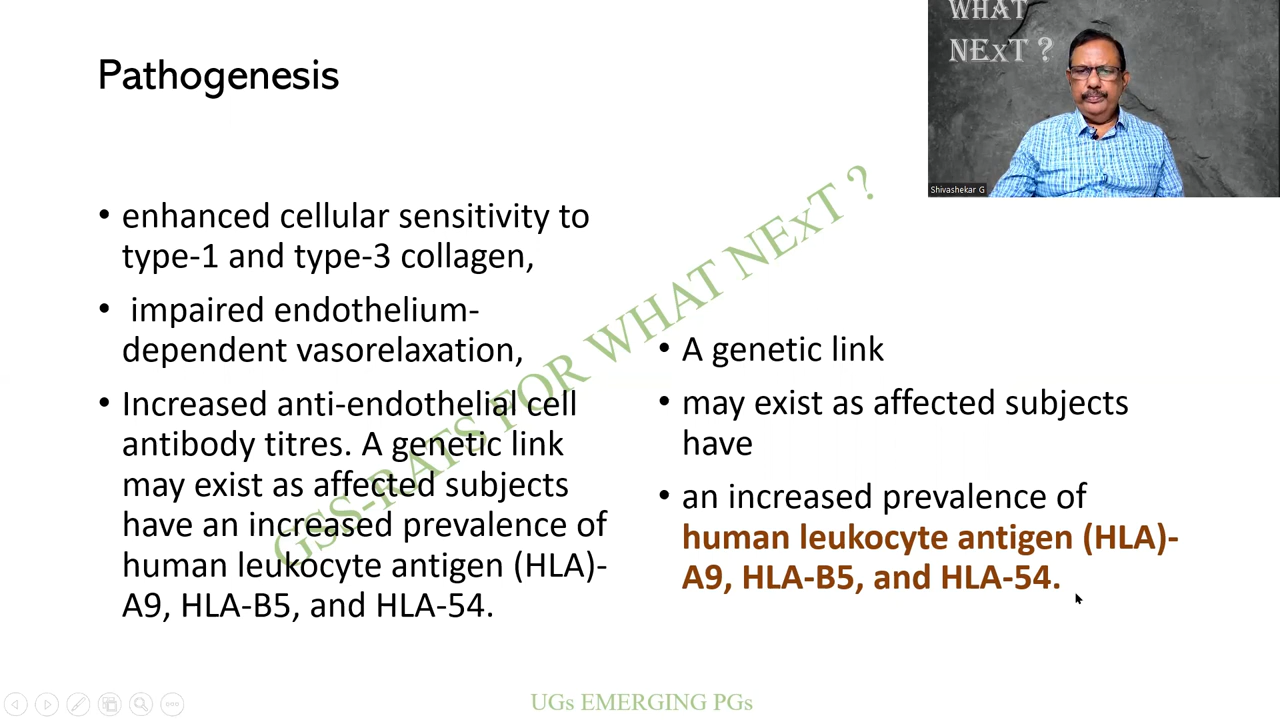 WHAT
NExT ?
Shivashekar G
Pathogenesis
• enhanced cellular sensitivity to
type-1 and type-3 collagen,
• impaired endothelium-
dependent vasorelaxation,
• Increased anti-endothelial cell
antibody titres. A genetic link
may exist as affected subjects
have an increased prevalence of
human leukocyte antigen (HLA)-
A9, HLA-B5, and HLA-54.
• A genetic link
• may exist as affected subjects
have
• an increased prevalence of
human leukocyte antigen (HLA)-
A9, HLA-B5, and HLA-54.
GSS-RATS FOR WHAT NExT ?
UGs EMERGING PGs